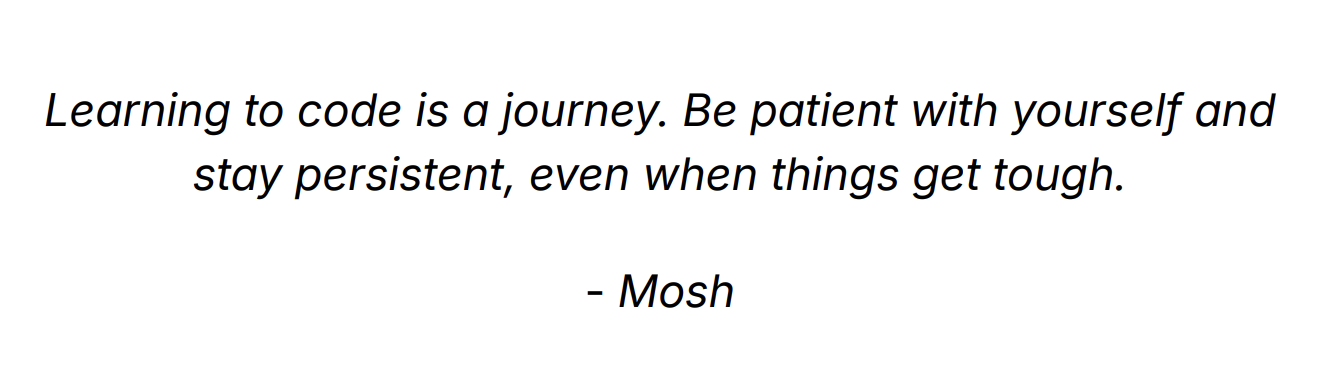 Learning to code is a journey. Be patient with yourself and
stay persistent, even when things get tough.
- Mosh